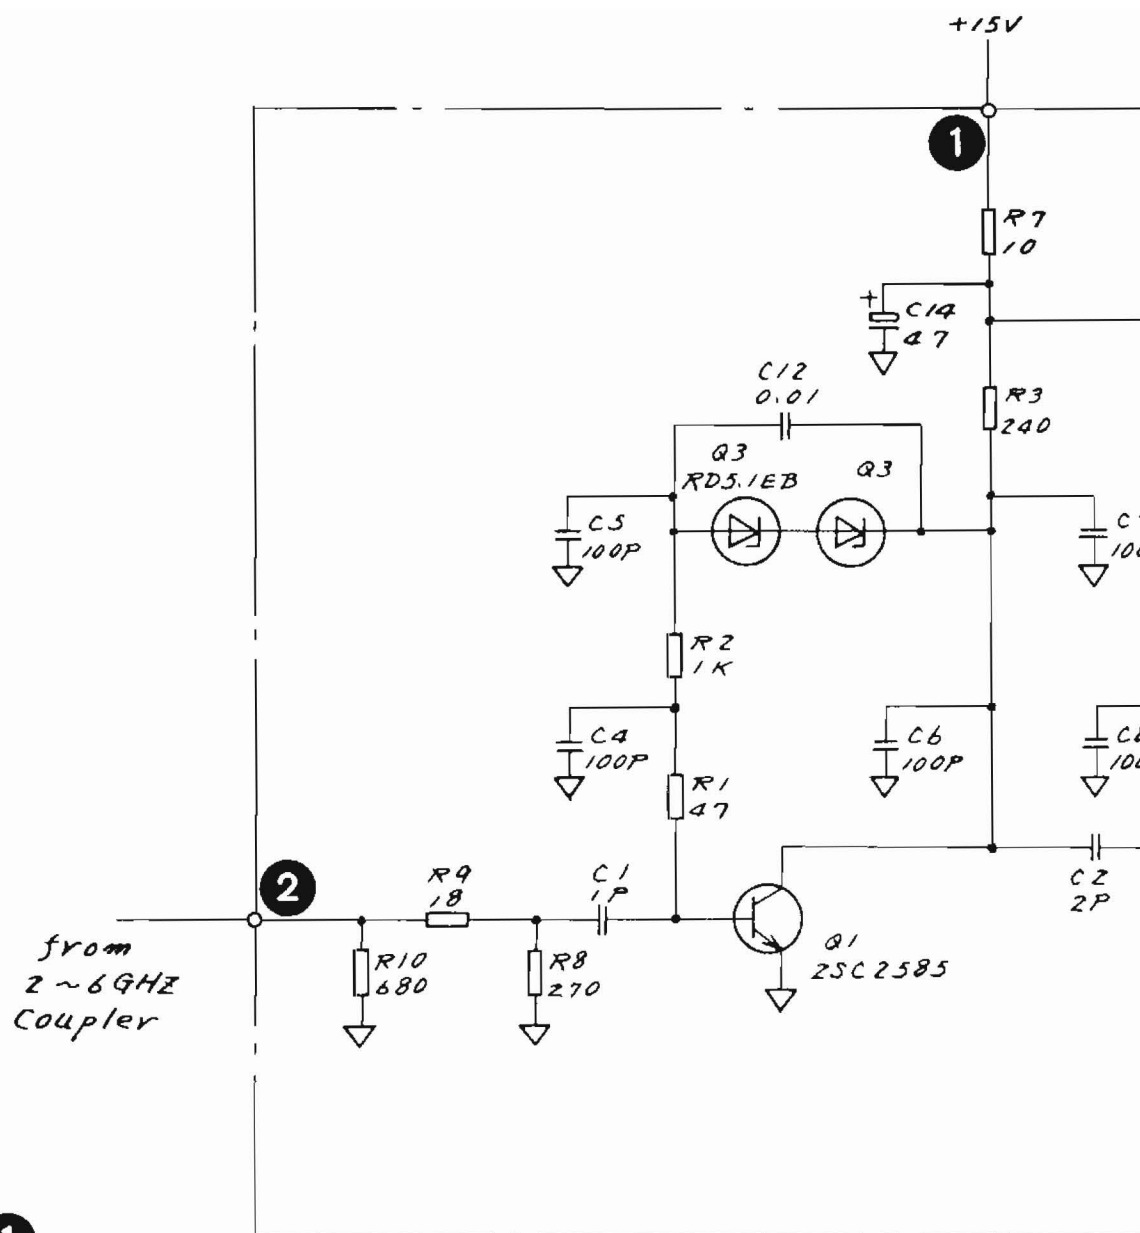 +15V
1
R7
10
+
C14
47
C12
0.01
R3
240
Q3
RD5.1EB
Q3
C5
100P
R2
1K
C4
100P
C6
100P
R1
47
2
R9
18
C1
1P
C2
2P
from
2~6GHz
Coupler
R10
680
R8
270
Q1
2SC2585